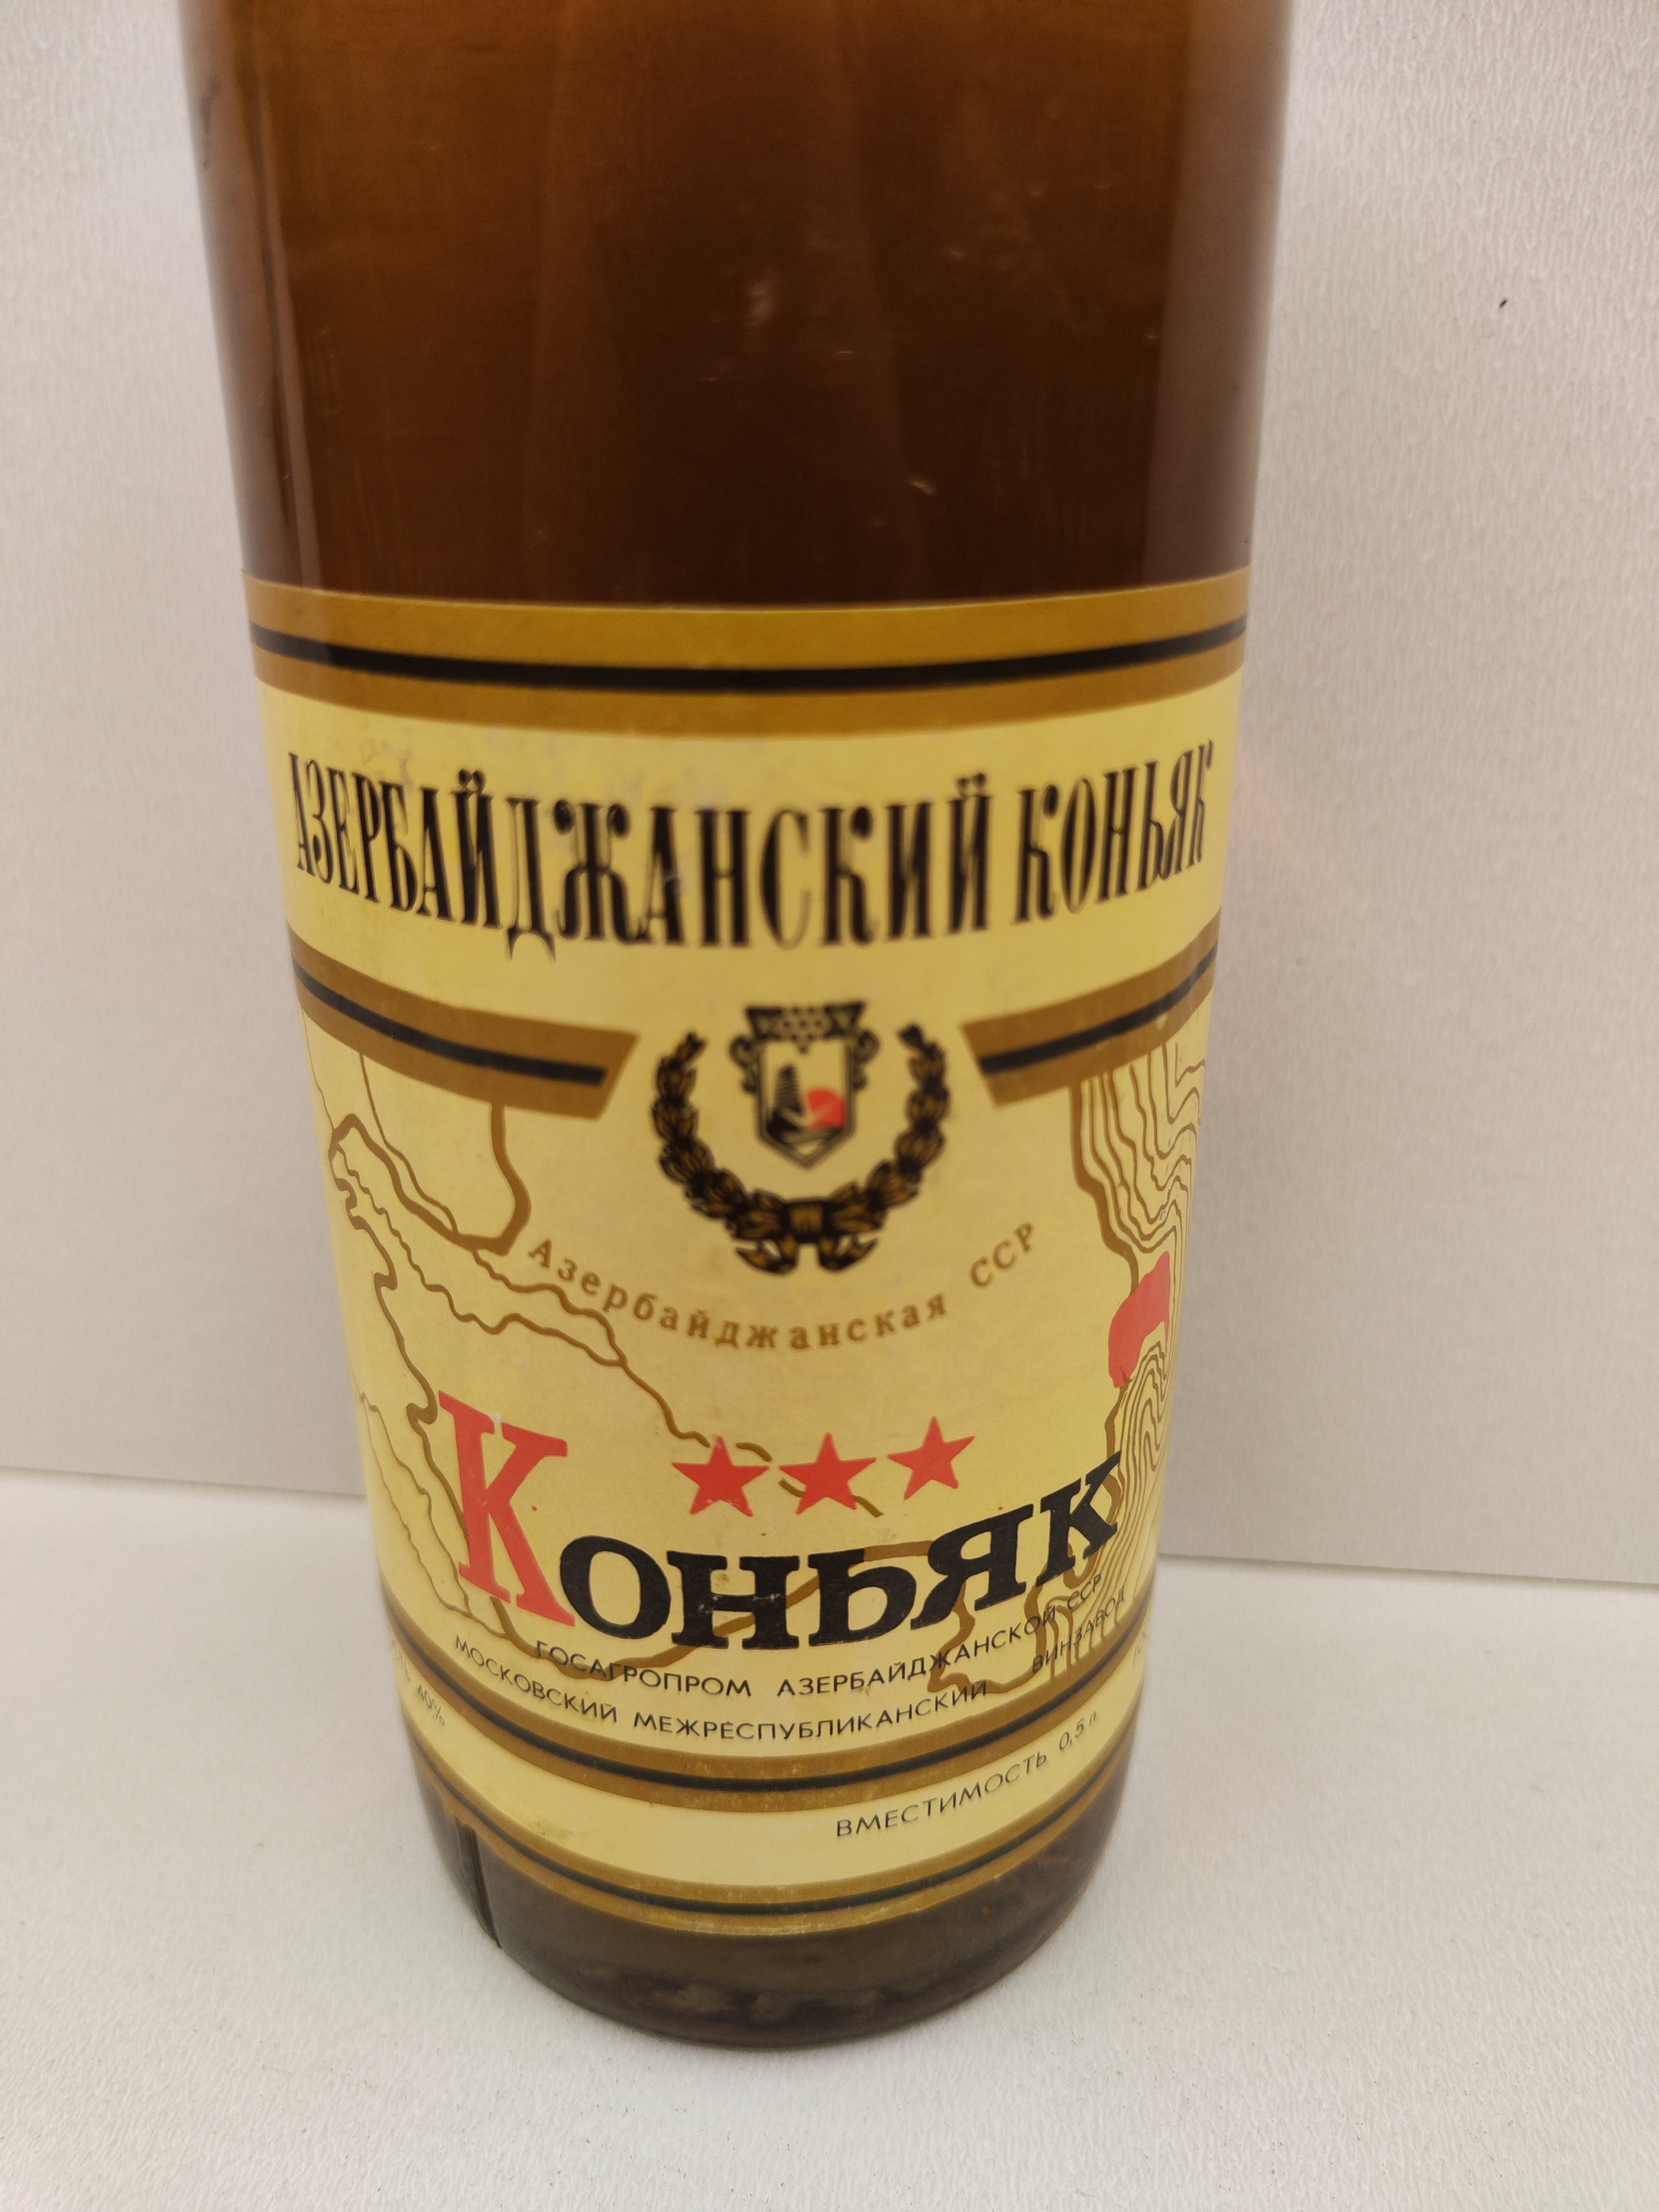 АЗЕРБАЙДЖАНСКИЙ КОНЬЯК
Азербайджанская ССР
Коньяк
ГОСАГРОПРОМ АЗЕРБАЙДЖАНСКОЙ ССР
МОСКОВСКИЙ МЕЖРЕСПУБЛИКАНСКИЙ ВИНЗАВОД
40%
ВМЕСТИМОСТЬ 0,5 л